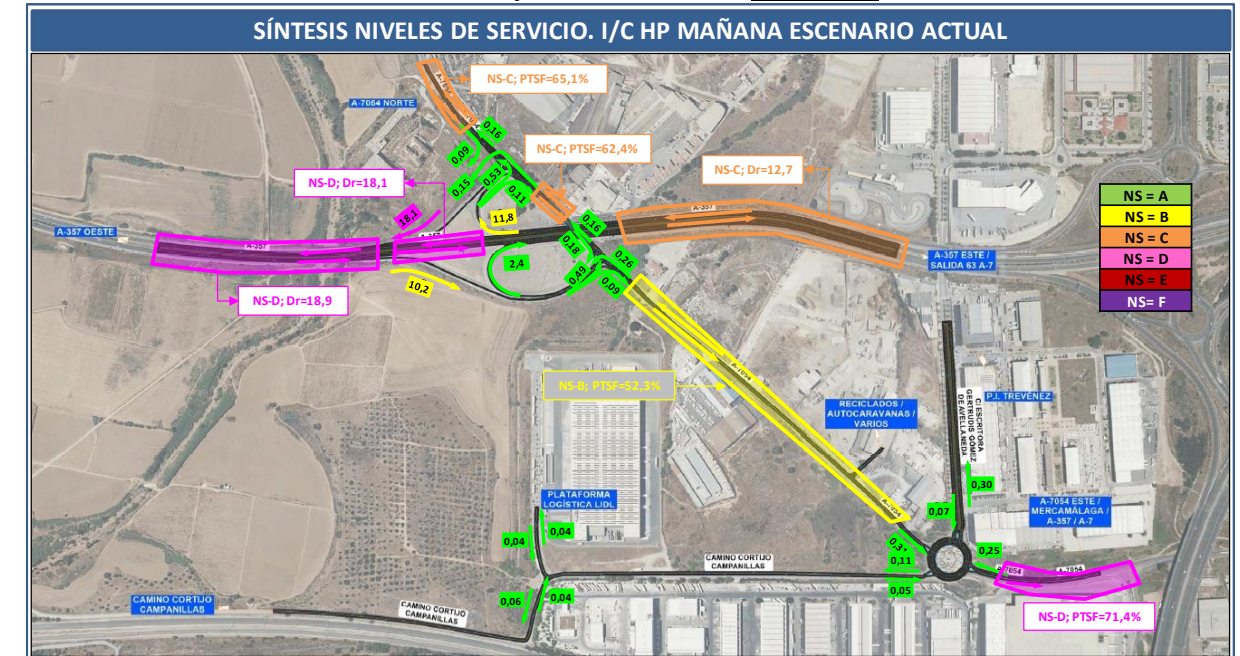 SÍNTESIS NIVELES DE SERVICIO. I/C HP MAÑANA ESCENARIO ACTUAL
NS-C; PTSF=65,1%
A-7054 NORTE
0,16
0,09
NS-C; PTSF=62,4%
NS-C; Dr=12,7
NS-D; Dr=18,1
0,15
0,53
0,11
NS = A
NS = B
NS = C
NS = D
NS= E
NS= F
18,1
11,8
0,16
A-357
A-357 OESTE
A-357
A-357
0,18
0,26
A-357 ESTE /
SALIDA 63 A-7
2,4
0,49
0,09
10,2
NS-D; Dr=18,9
NS-B; PTSF=52,3%
A-7054
RECICLADOS /
AUTOCARAVANAS /
VARIOS
P.I. TREVÉNEZ
C/ ESCRITORA
GERTRUDIS GÓMEZ
DE AVELLANEDA
0,30
PLATAFORMA
LOGÍSTICA LIDL
A-7054
A-7054 ESTE /
MERCAMÁLAGA /
A-357 / A-7
0,07
0,04
0,04
0,25
0,11
CAMINO CORTIJO
CAMPANILLAS
A-7054
A-7054
0,05
0,06
0,04
CAMINO CORTIJO
CAMPANILLAS
CAMINO CORTIJO
CAMPANILLAS
NS-D; PTSF=71,4%